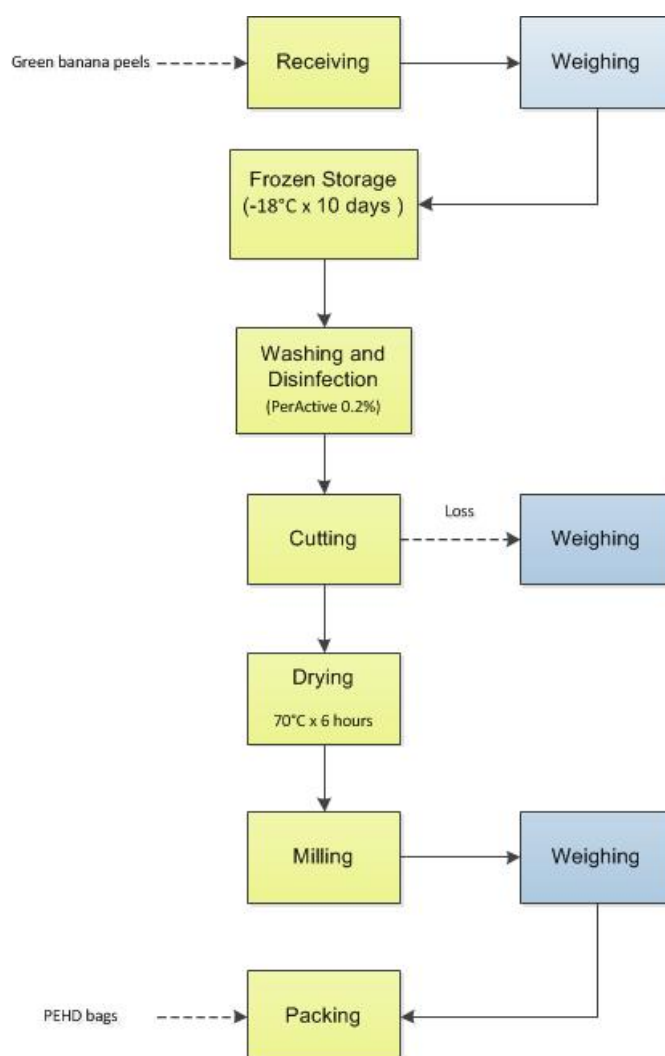 Green banana peels
Receiving
Weighing
Frozen Storage
(-18°C x 10 days )
Washing and
Disinfection
(PerActive 0.2%)
Cutting
Loss
Weighing
Drying
70°C x 6 hours
Milling
Weighing
PEHD bags
Packing